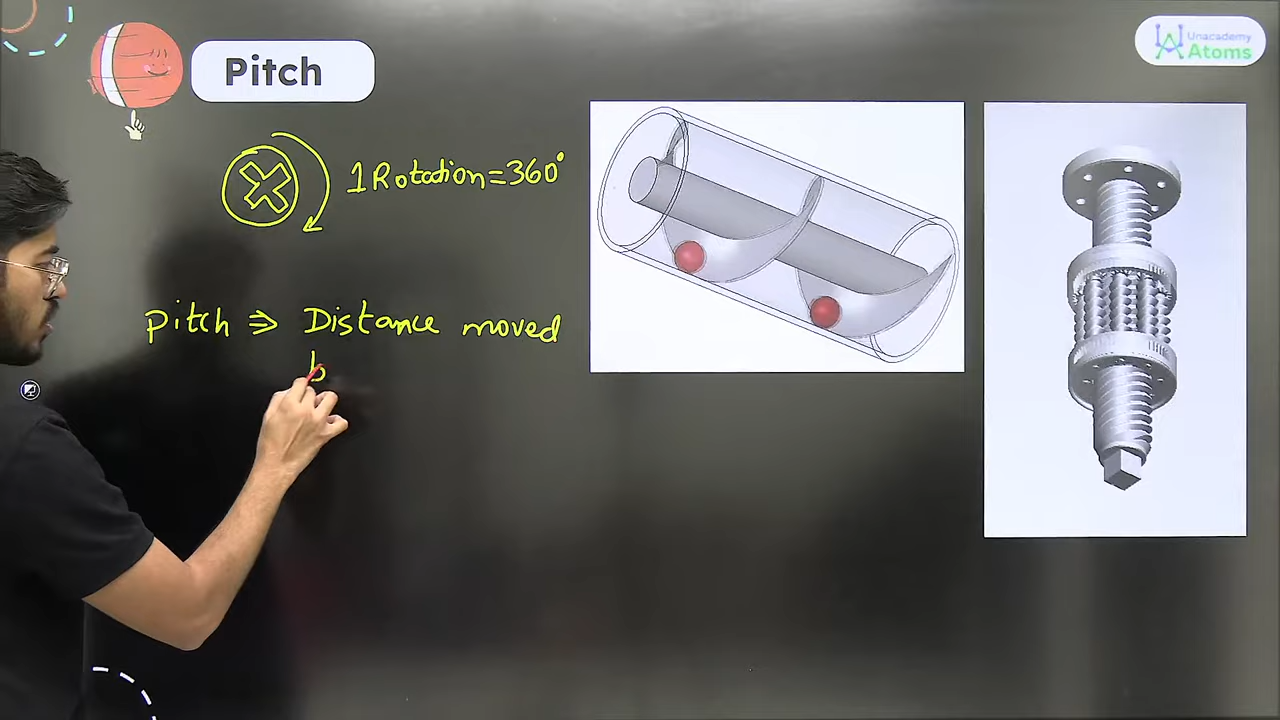 Pitch
Unacademy
Atoms
1 Rotation = 360°
Pitch ⇒ Distance moved
b